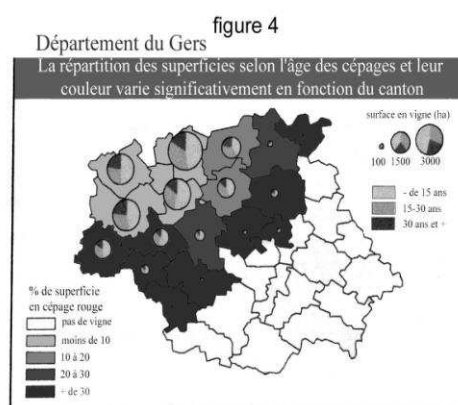 figure 4
Département du Gers
La répartition des superficies selon l'âge des cépages et leur
couleur varie significativement en fonction du canton
surface en vigne (ha)
100 1500 3000
- de 15 ans
15-30 ans
30 ans et +
% de superficie
en cépage rouge
pas de vigne
moins de 10
10 à 20
20 à 30
+ de 30